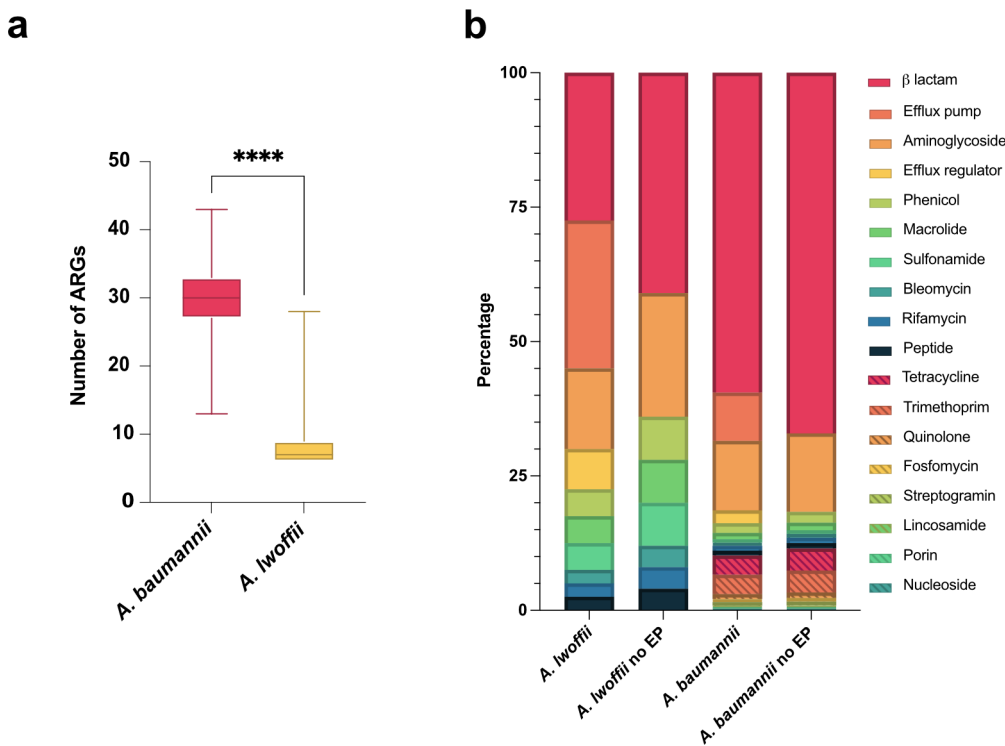 a
b
Number of ARGs
50
40
30
20
10
0
****
A. baumannii
A. lwoffii
Percentage
100
75
50
25
0
A. lwoffii
A. lwoffii no EP
A. baumannii
A. baumannii no EP
β lactam
Efflux pump
Aminoglycoside
Efflux regulator
Phenicol
Macrolide
Sulfonamide
Bleomycin
Rifamycin
Peptide
Tetracycline
Trimethoprim
Quinolone
Fosfomycin
Streptogramin
Lincosamide
Porin
Nucleoside